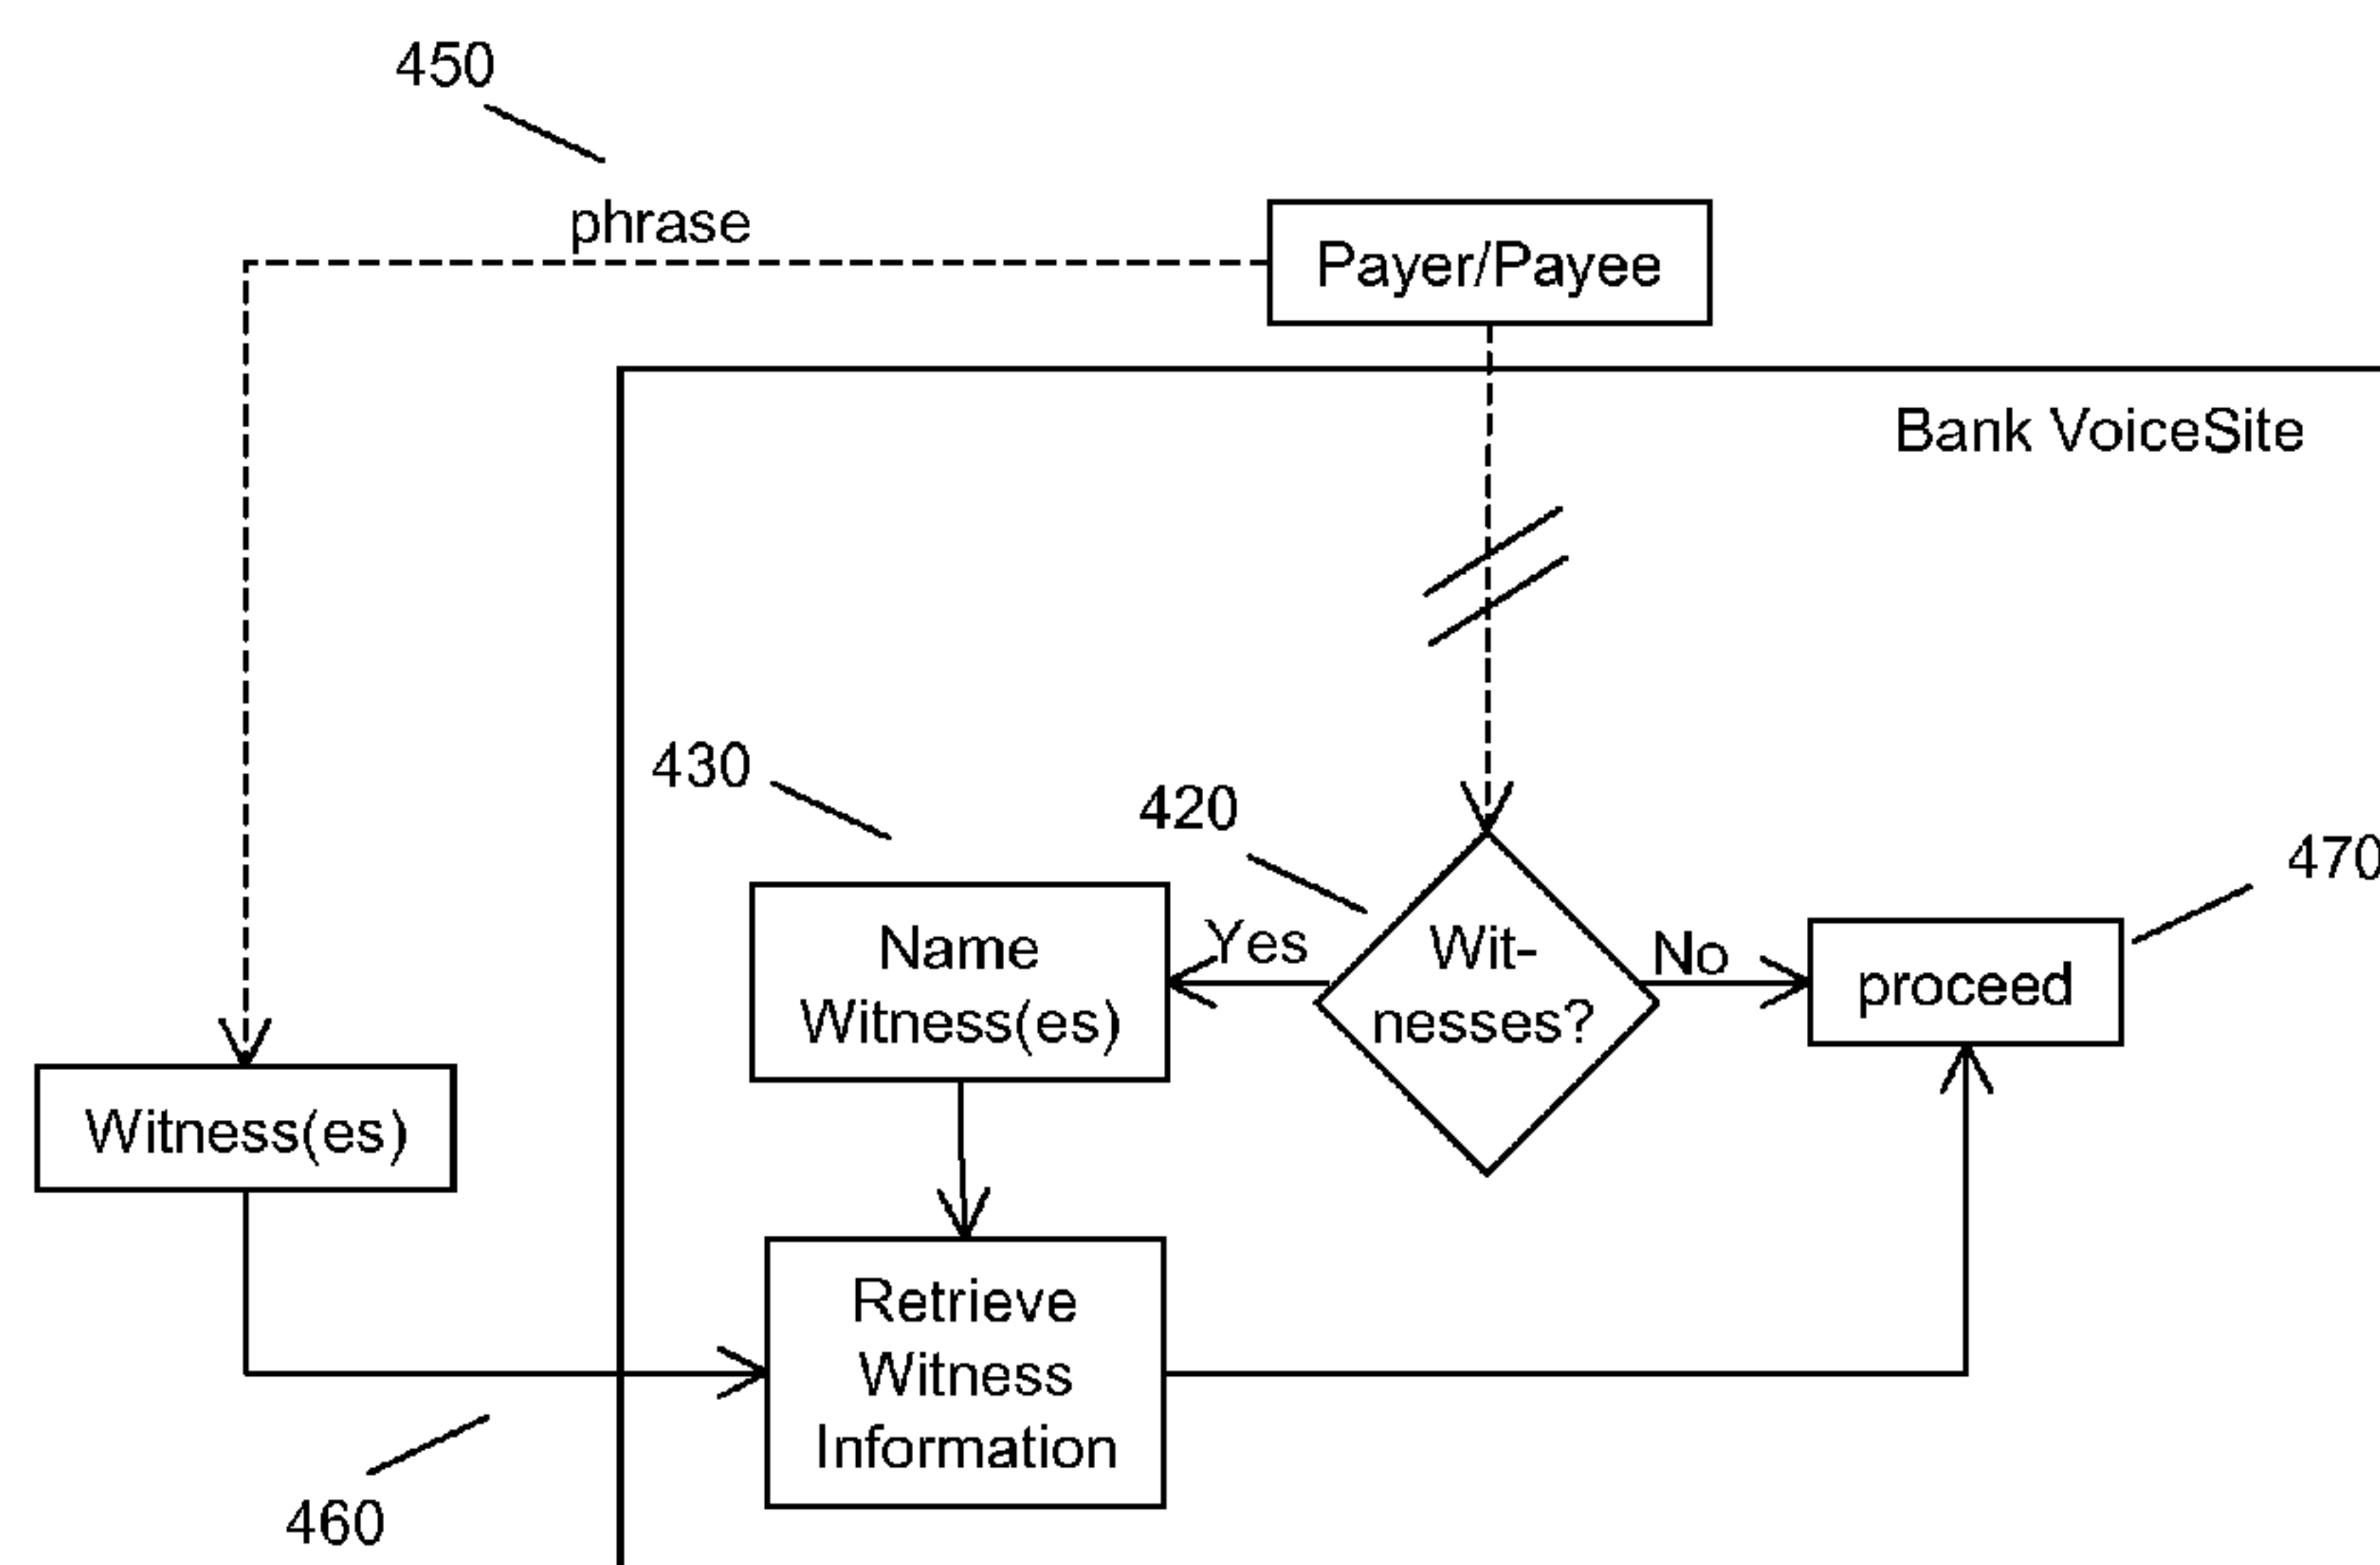 450
phrase
Payer/Payee
Bank VoiceSite
430
420
470
Name
Witness(es)
Yes
Wit-
nesses?
No
proceed
Witness(es)
Retrieve
Witness
Information
460